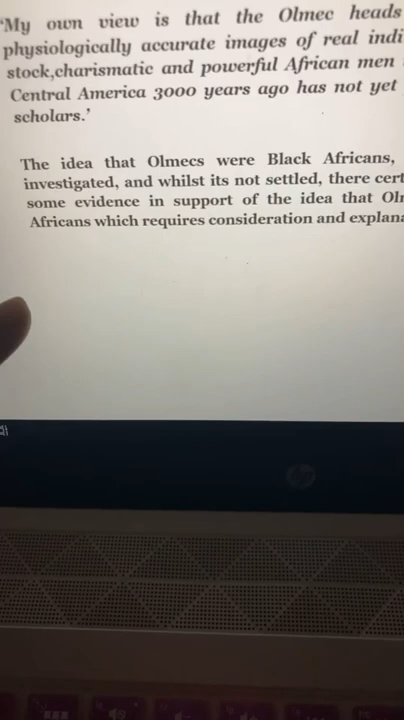 ‘My own view is that the Olmec heads
physiologically accurate images of real indi
stock,charismatic and powerful African men
Central America 3000 years ago has not yet
scholars.’
The idea that Olmecs were Black Africans,
investigated, and whilst its not settled, there cert
some evidence in support of the idea that Olm
Africans which requires consideration and explana
hp